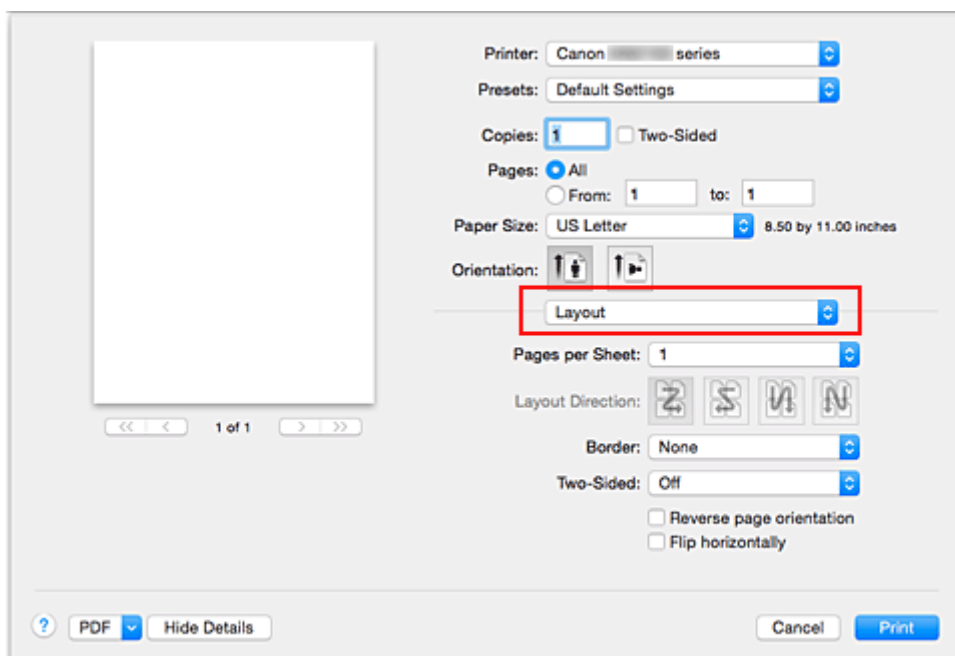 Printer: Canon series
Presets: Default Settings
Copies: 1 Two-Sided
Pages: All
From: 1 to: 1
Paper Size: US Letter 8.50 by 11.00 inches
Orientation:
Layout
Pages per Sheet: 1
Layout Direction:
Border: None
Two-Sided: Off
Reverse page orientation
Flip horizontally
<< < 1 of 1 > >>
? PDF Hide Details Cancel Print